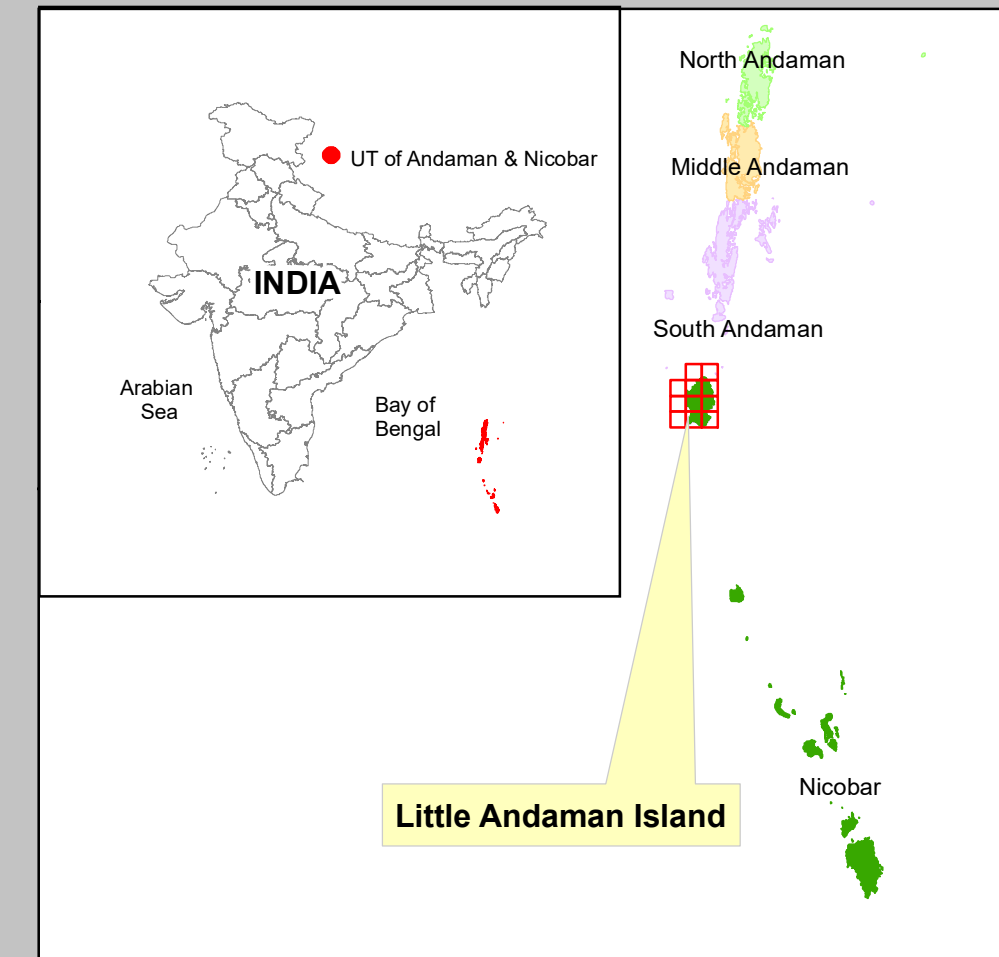 North Andaman
UT of Andaman & Nicobar
Middle Andaman
INDIA
South Andaman
Arabian
Sea
Bay of
Bengal
Nicobar
Little Andaman Island